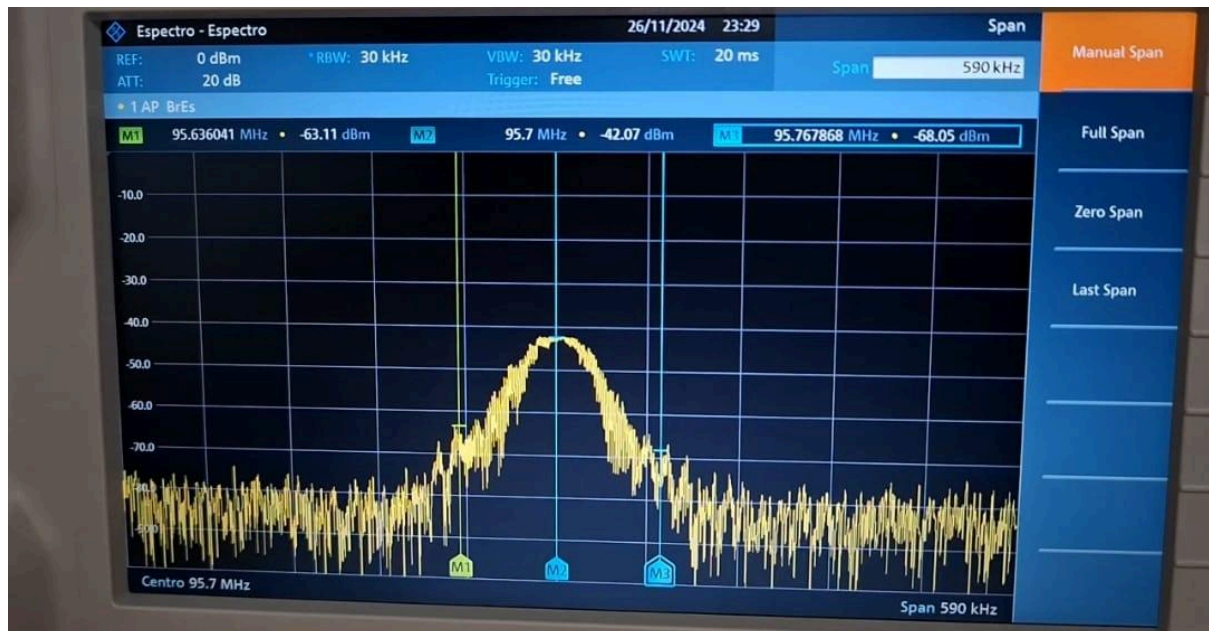 Espectro - Espectro 26/11/2024 23:29 Span
REF: 0 dBm * RBW: 30 kHz VBW: 30 kHz SWT: 20 ms Span 590 kHz
ATT: 20 dB Trigger: Free
• 1 AP BrEs
M1 95.636041 MHz • -63.11 dBm M2 95.7 MHz • -42.07 dBm M3 95.767868 MHz • -68.05 dBm
-10.0
-20.0
-30.0
-40.0
-50.0
-60.0
-70.0
M1 M2 M3
Centro 95.7 MHz Span 590 kHz
Manual Span
Full Span
Zero Span
Last Span